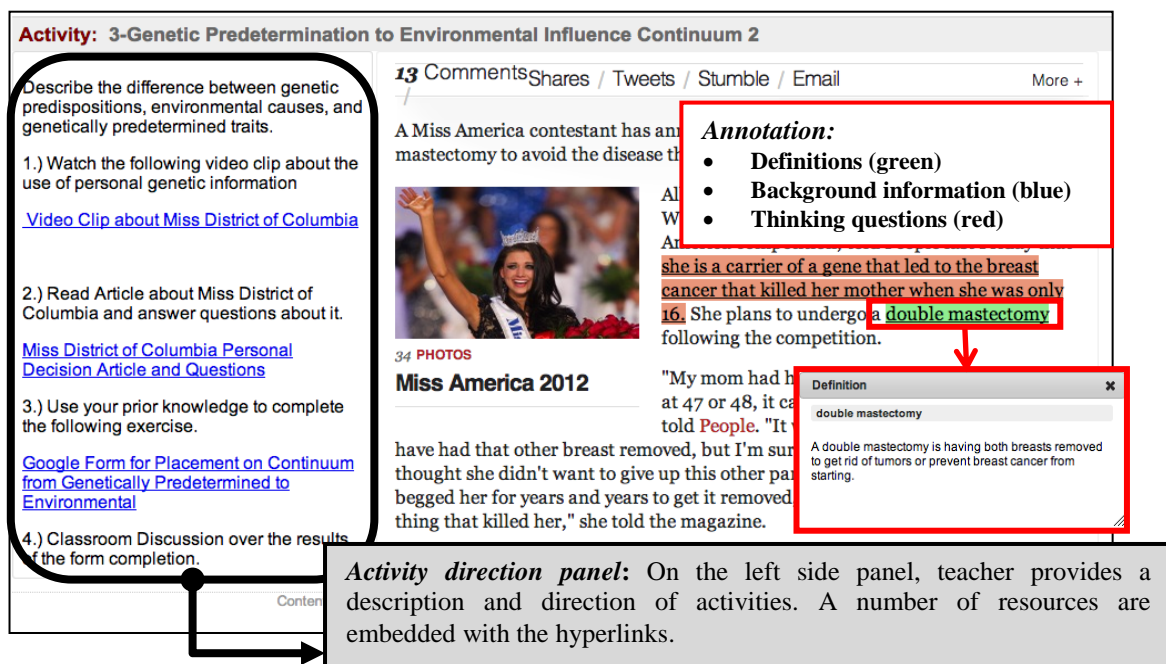 Activity: 3-Genetic Predetermination to Environmental Influence Continuum 2
Describe the difference between genetic
predispositions, environmental causes, and
genetically predetermined traits.
1.) Watch the following video clip about the
use of personal genetic information
Video Clip about Miss District of Columbia
2.) Read Article about Miss District of
Columbia and answer questions about it.
Miss District of Columbia Personal
Decision Article and Questions
3.) Use your prior knowledge to complete
the following exercise.
Google Form for Placement on Continuum
from Genetically Predetermined to
Environmental
4.) Classroom Discussion over the results
of the form completion.
13 Comments Shares / Tweets / Stumble / Email More +
/
A Miss America contestant has
mastectomy to avoid the disease
Annotation:
• Definitions (green)
• Background information (blue)
• Thinking questions (red)
she is a carrier of a gene that led to the breast
cancer that killed her mother when she was only
16. She plans to undergo a double mastectomy
following the competition.
34 PHOTOS
Miss America 2012
"My mom had
at 47 or 48, it
told People. "It
have had that other breast removed, but I'm
thought she didn't want to give up this other
begged her for years and years to get it removed
thing that killed her," she told the magazine.
Definition ×
double mastectomy
A double mastectomy is having both breasts removed
to get rid of tumors or prevent breast cancer from
starting.
Activity direction panel: On the left side panel, teacher provides a
description and direction of activities. A number of resources are
embedded with the hyperlinks.